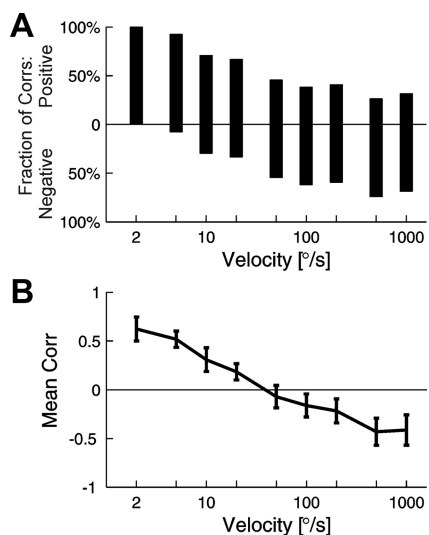 A
Fraction of Corrs:
Negative Positive
100%
50%
0
50%
100%
2 10 100 1000
Velocity [°/s]
B
Mean Corr
1
0.5
0
-0.5
-1
2 10 100 1000
Velocity [°/s]